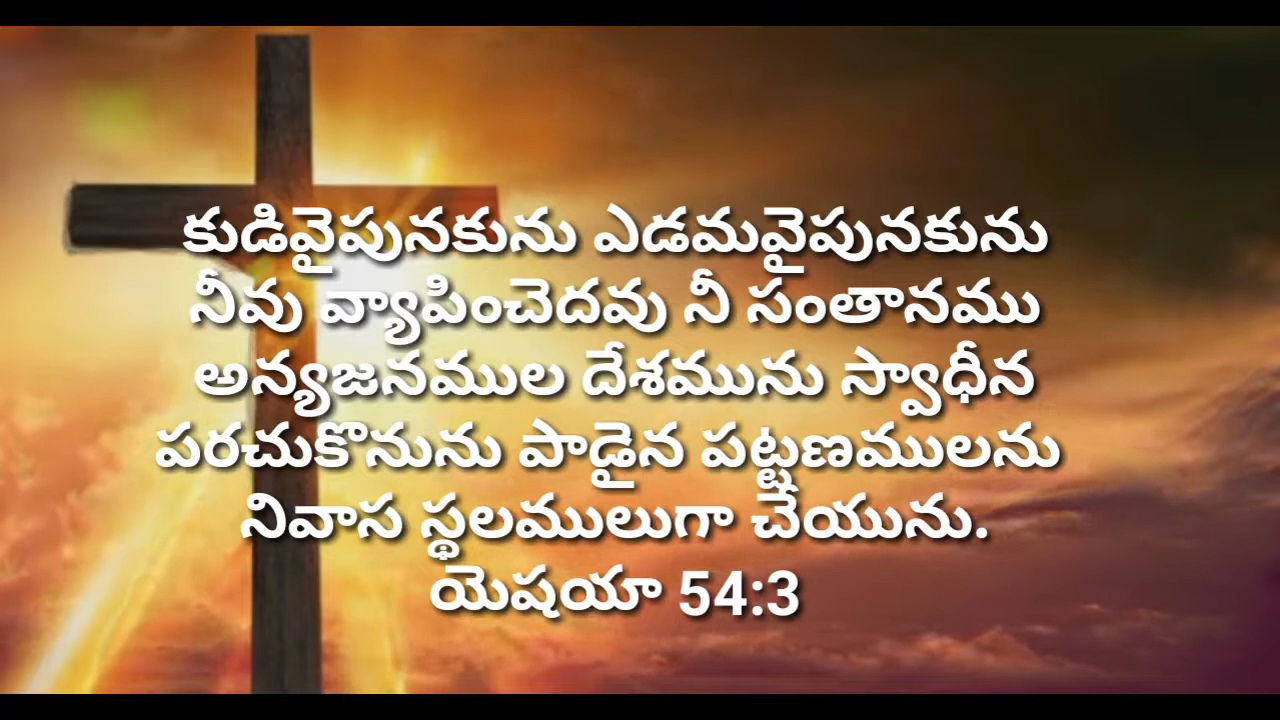 కుడివైపునకును ఎడమవైపునకును
నీవు వ్యాపించెదవు నీ సంతానము
అన్యజనముల దేశమును స్వాధీన
పరచుకొనును పాడైన పట్టణములను
నివాస స్థలములుగా చేయును.
యెషయా 54:3